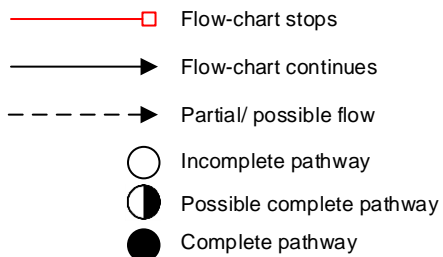 Flow-chart stops
Flow-chart continues
Partial/ possible flow
Incomplete pathway
Possible complete pathway
Complete pathway